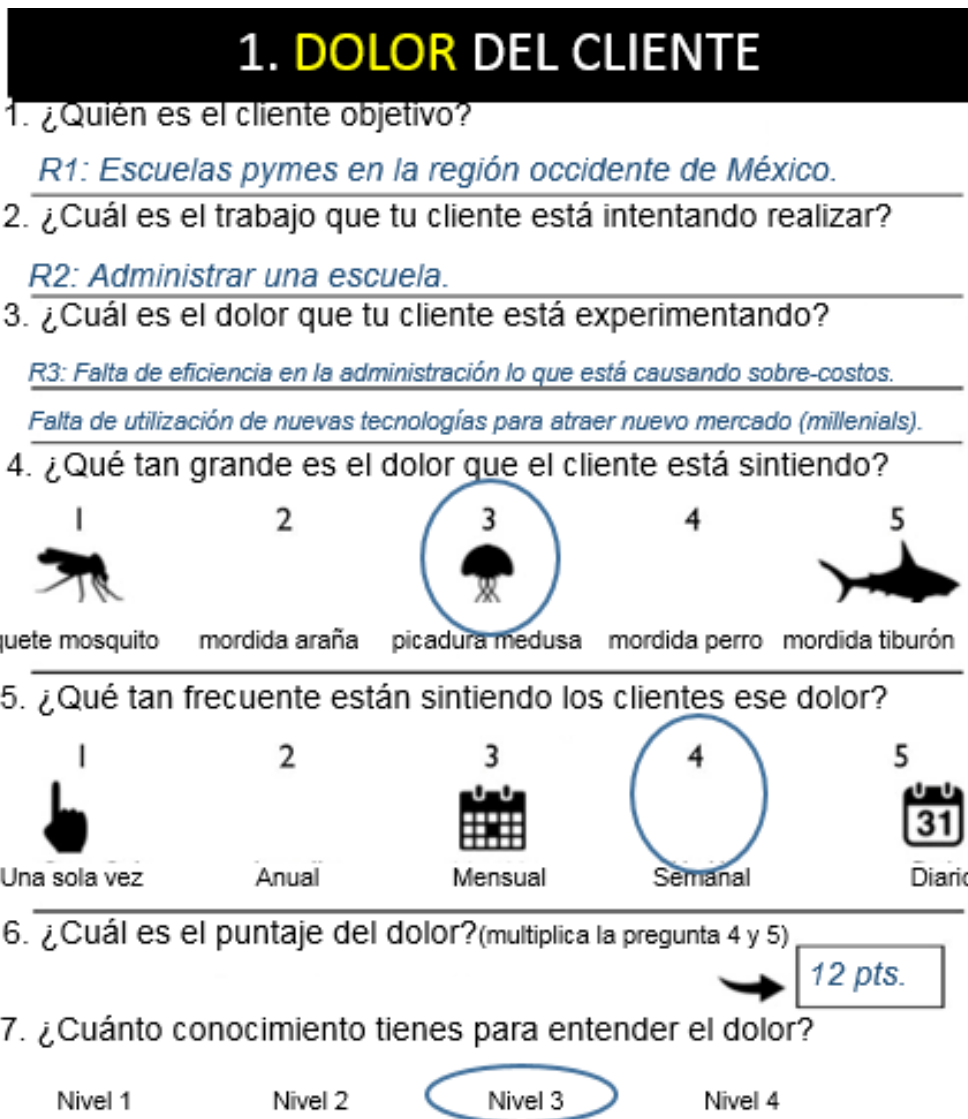 1. DOLOR DEL CLIENTE
1. ¿Quién es el cliente objetivo?
R1: Escuelas pymes en la región occidente de México.
2. ¿Cuál es el trabajo que tu cliente está intentando realizar?
R2: Administrar una escuela.
3. ¿Cuál es el dolor que tu cliente está experimentando?
R3: Falta de eficiencia en la administración lo que está causando sobre-costos.
Falta de utilización de nuevas tecnologías para atraer nuevo mercado (millenials).
4. ¿Qué tan grande es el dolor que el cliente está sintiendo?
1 2 3 4 5
quete mosquito mordida araña picadura medusa mordida perro mordida tiburón
5. ¿Qué tan frecuente están sintiendo los clientes ese dolor?
1 2 3 4 5
31
Una sola vez Anual Mensual Semanal Diario
6. ¿Cuál es el puntaje del dolor?(multiplica la pregunta 4 y 5)
12 pts.
7. ¿Cuánto conocimiento tienes para entender el dolor?
Nivel 1 Nivel 2 Nivel 3 Nivel 4